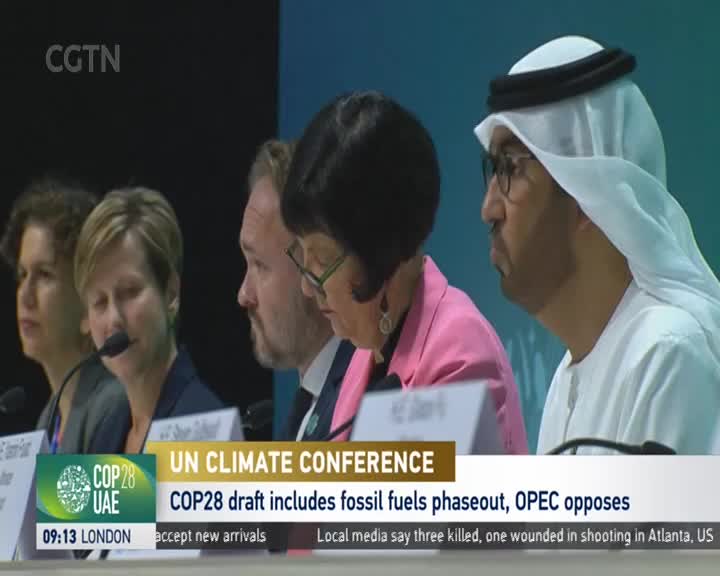 CGTN
UN CLIMATE CONFERENCE
COP28
UAE
COP28 draft includes fossil fuels phaseout, OPEC opposes
09:13 LONDON
accept new arrivals
Local media say three killed, one wounded in shooting in Atlanta, US